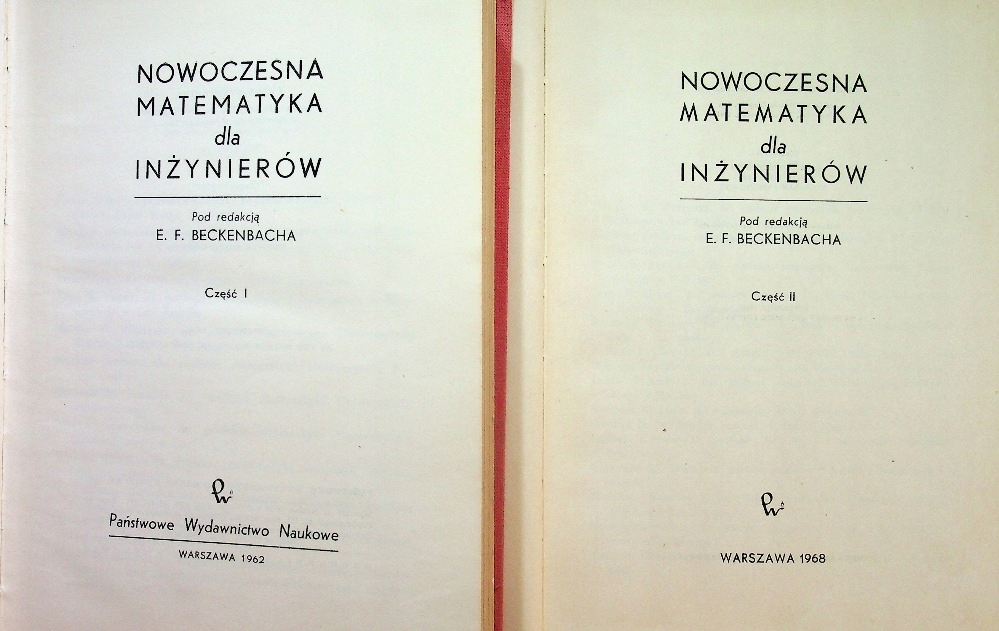 NOWOCZESNA
MATEMATYKA
dla
INŻYNIERÓW
Pod redakcją
E. F. BECKENBACHA
Część I
Państwowe Wydawnictwo Naukowe
WARSZAWA 1962
NOWOCZESNA
MATEMATYKA
dla
INŻYNIERÓW
Pod redakcją
E. F. BECKENBACHA
Część II
WARSZAWA 1968